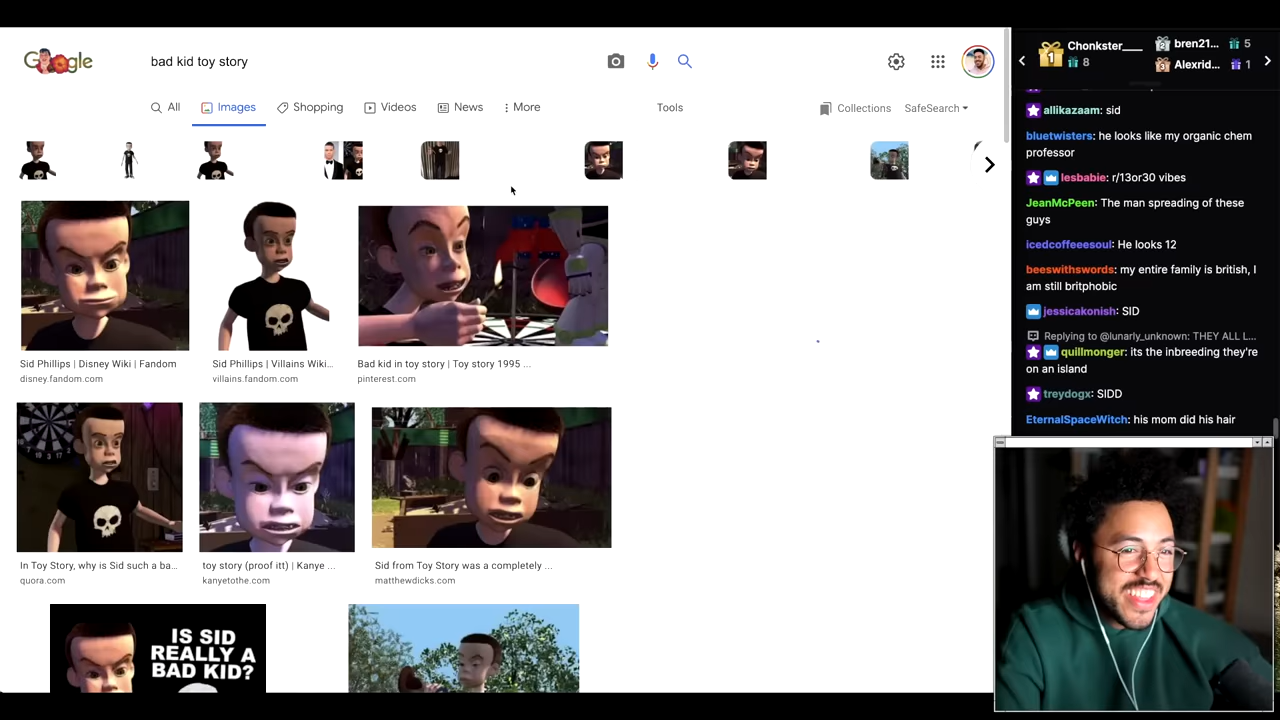 Google
bad kid toy story
All
Images
Shopping
Videos
News
More
Tools
Collections
SafeSearch
Sid Phillips | Disney Wiki | Fandom
disney.fandom.com
Sid Phillips | Villains Wiki...
villains.fandom.com
Bad kid in toy story | Toy story 1995 ...
pinterest.com
In Toy Story, why is Sid such a ba...
quora.com
toy story (proof itt) | Kanye ...
kanyetothe.com
Sid from Toy Story was a completely ...
matthewdicks.com
IS SID
REALLY A
BAD KID?
1
Chonkster___
8
2
bren21...
5
3
Alexrid...
1
allikazaam: sid
bluetwisters: he looks like my organic chem
professor
lesbabie: r/13or30 vibes
JeanMcPeen: The man spreading of these
guys
icedcoffeeesoul: He looks 12
beeswithswords: my entire family is british, I
am still britphobic
jessicakonish: SID
Replying to @lunarly_unknown: THEY ALL L...
quillmonger: its the inbreeding they're
on an island
treydogx: SIDD
EternalSpaceWitch: his mom did his hair